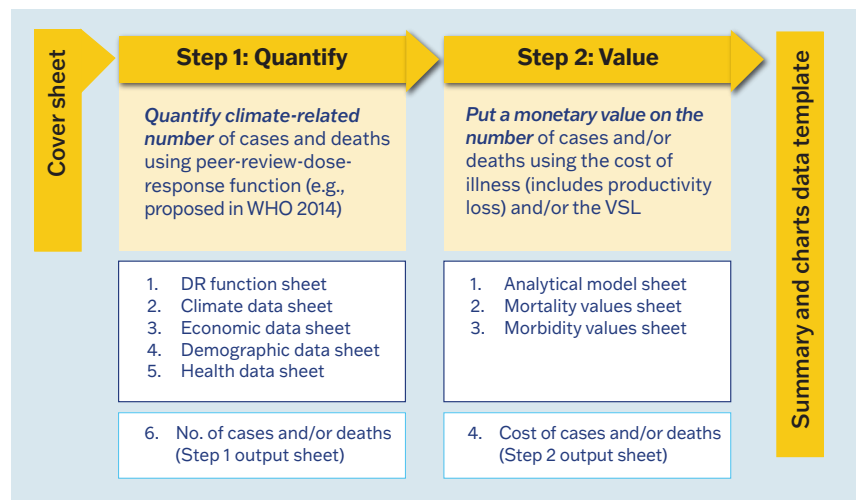 Cover sheet
Step 1: Quantify
Quantify climate-related
number of cases and deaths
using peer-review-dose-
response function (e.g.,
proposed in WHO 2014)
1. DR function sheet
2. Climate data sheet
3. Economic data sheet
4. Demographic data sheet
5. Health data sheet
6. No. of cases and/or deaths
(Step 1 output sheet)
Step 2: Value
Put a monetary value on the
number of cases and/or
deaths using the cost of
illness (includes productivity
loss) and/or the VSL
1. Analytical model sheet
2. Mortality values sheet
3. Morbidity values sheet
4. Cost of cases and/or deaths
(Step 2 output sheet)
Summary and charts data template